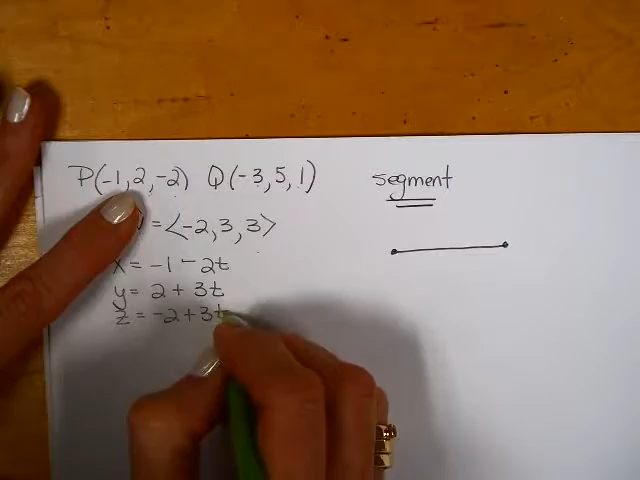 P(-1,2,-2) Q(-3,5,1)
segment
= <-2,3,3>
x = -1 - 2t
y = 2 + 3t
z = -2 + 3t